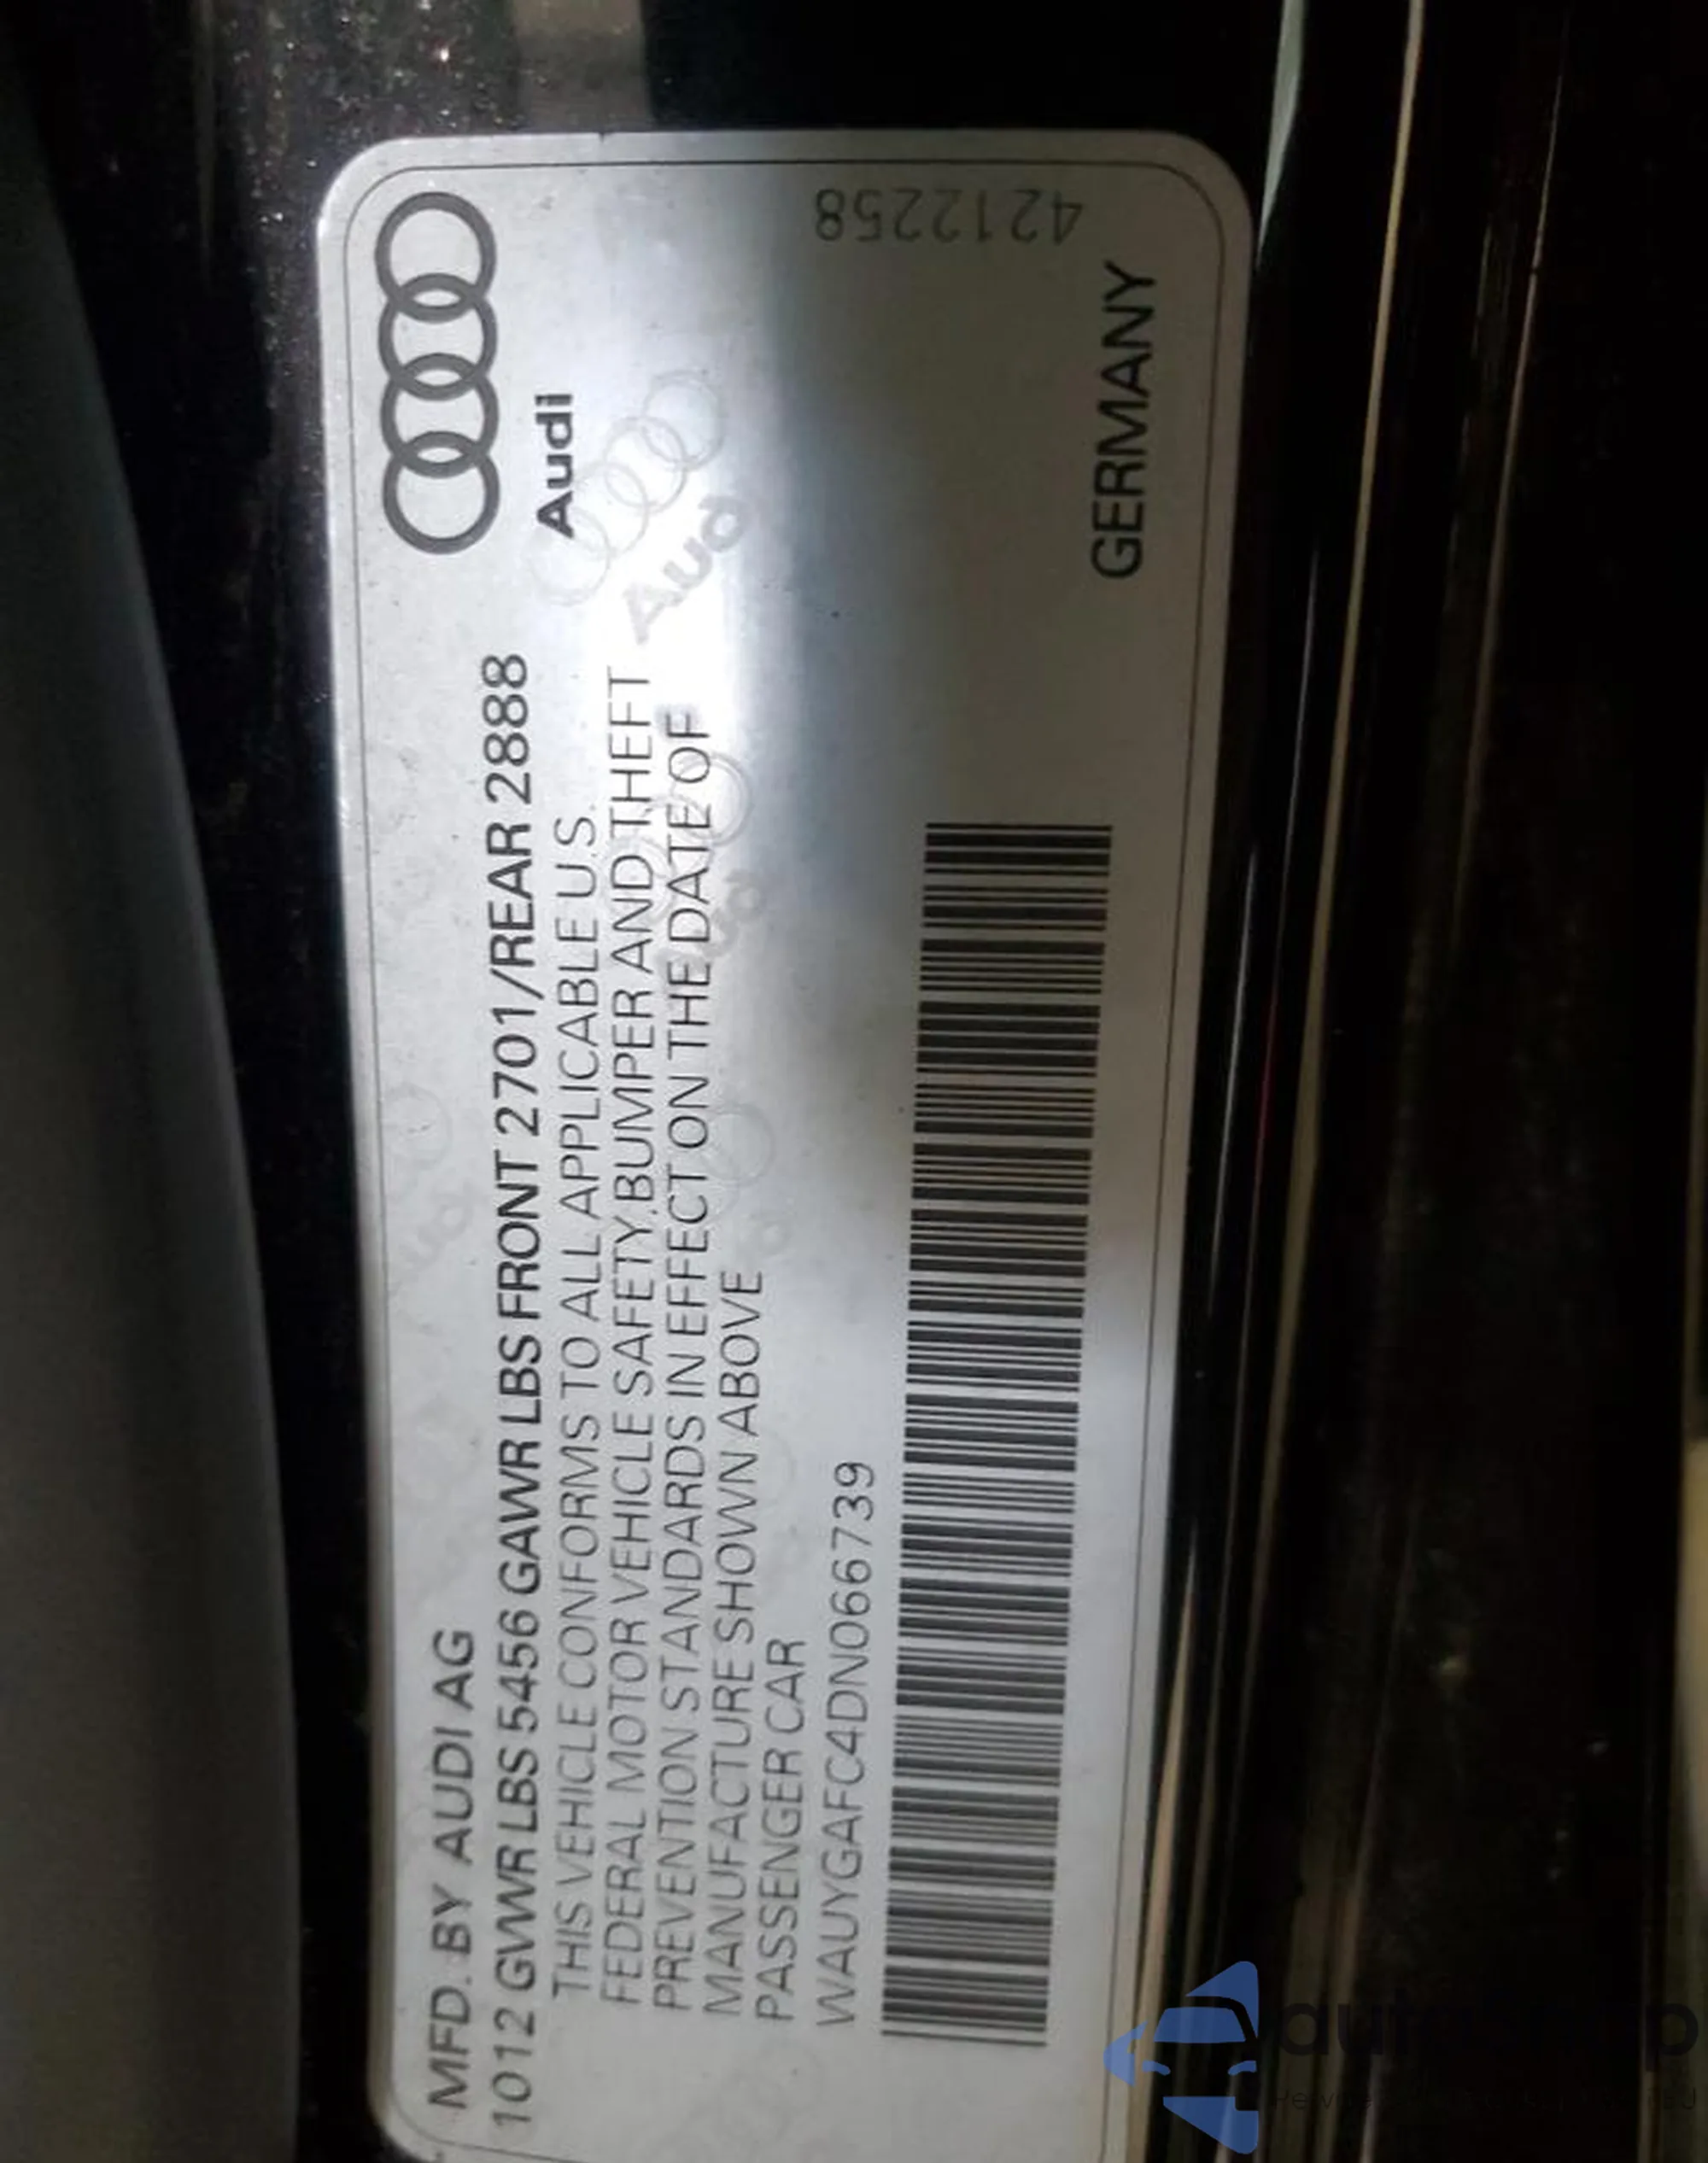 MFD. BY AUDI AG
1012 GVWR LBS 5456 GAWR LBS FRONT 2701/REAR 2888
THIS VEHICLE CONFORMS TO ALL APPLICABLE U.S.
FEDERAL MOTOR VEHICLE SAFETY, BUMPER AND THEFT
PREVENTION STANDARDS IN EFFECT ON THE DATE OF
MANUFACTURE SHOWN ABOVE
PASSENGER CAR
WAUYGAFC4DN066739
Audi
Audi
GERMANY
4212258